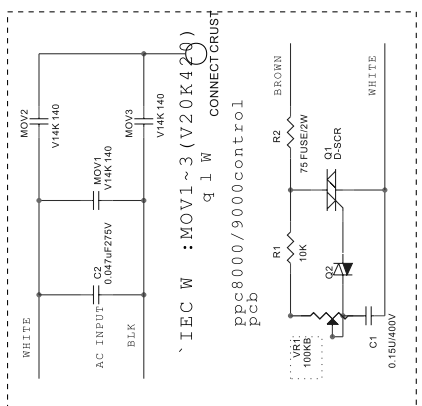 MOV2
V14K140
MOV3
V14K140
CONNECT CRUST
MOV1
V14K140
C2
0.047uF275V
WHITE
AC INPUT
BLK
`IEC W :MOV1~3(V20K420)
q l W
ppc8000/9000control
pcb
BROWN
WHITE
R2
75 FUSE/2W
Q1
D-SCR
R1
10K
Q2
VR1
100KB
C1
0.15U/400V